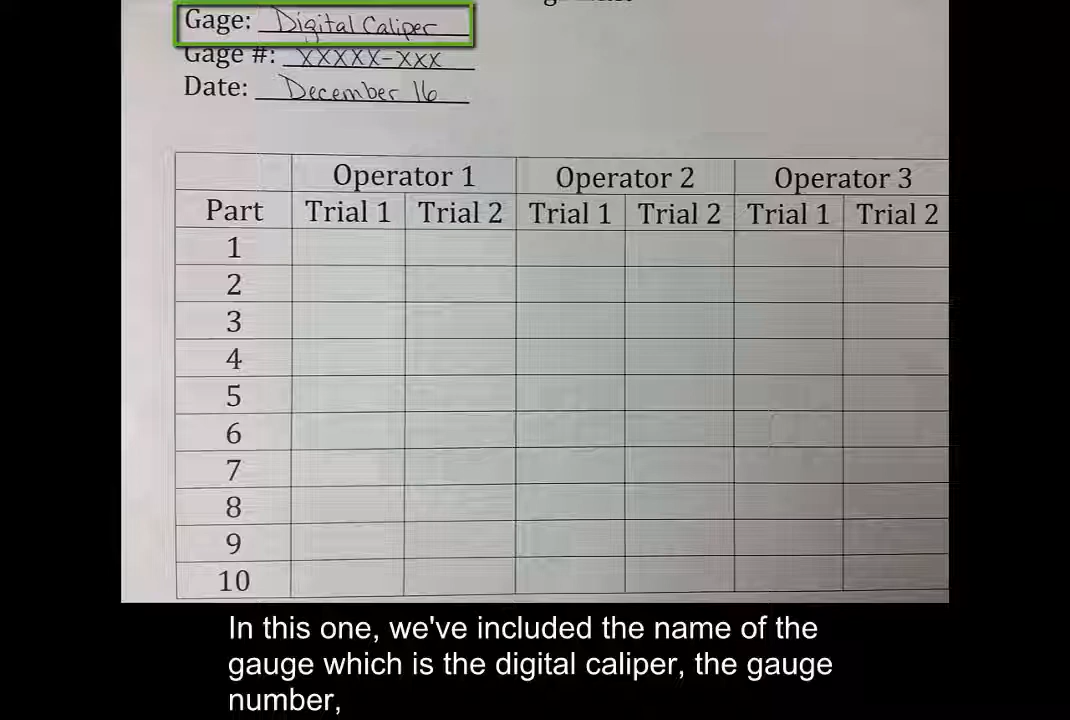 Gage: Digital Caliper
Gage #: XXXXX-XXX
Date: December 16
Operator 1 Operator 2 Operator 3
Part Trial 1 Trial 2 Trial 1 Trial 2 Trial 1 Trial 2
1
2
3
4
5
6
7
8
9
10
In this one, we've included the name of the
gauge which is the digital caliper, the gauge
number,